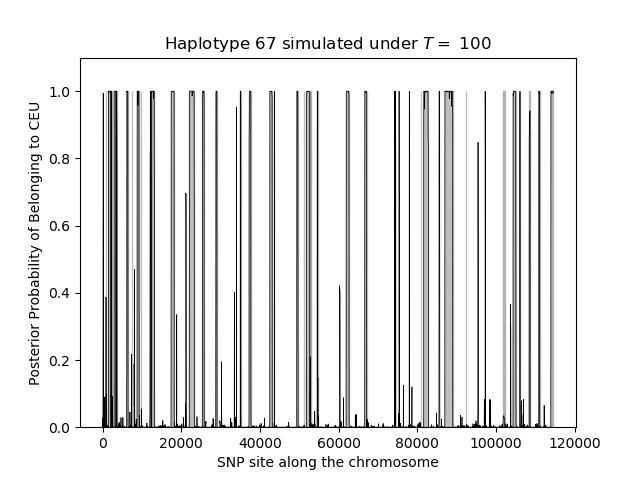 Haplotype 67 simulated under T = 100
Posterior Probability of Belonging to CEU
1.0
0.8
0.6
0.4
0.2
0.0
0 20000 40000 60000 80000 100000 120000
SNP site along the chromosome